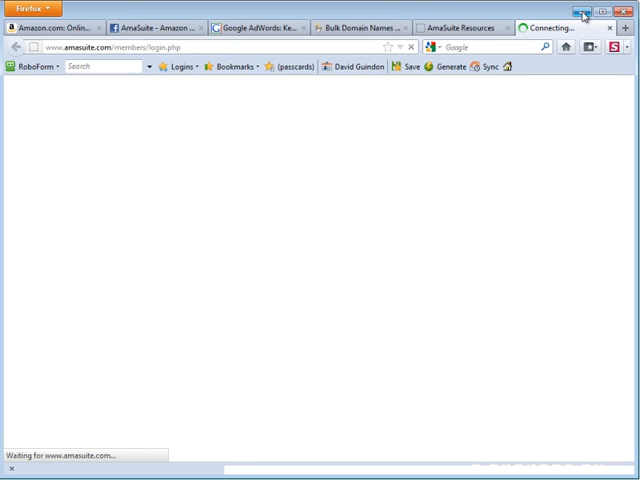 Firefox
Amazon.com: Onlin...
AmaSuite - Amazon ...
Google AdWords: Ke...
Bulk Domain Names ...
AmaSuite Resources
Connecting...
www.amasuite.com/members/login.php
Google
RoboForm
Search
Logins
Bookmarks
(passcards)
David Guindon
Save
Generate
Sync
Waiting for www.amasuite.com...